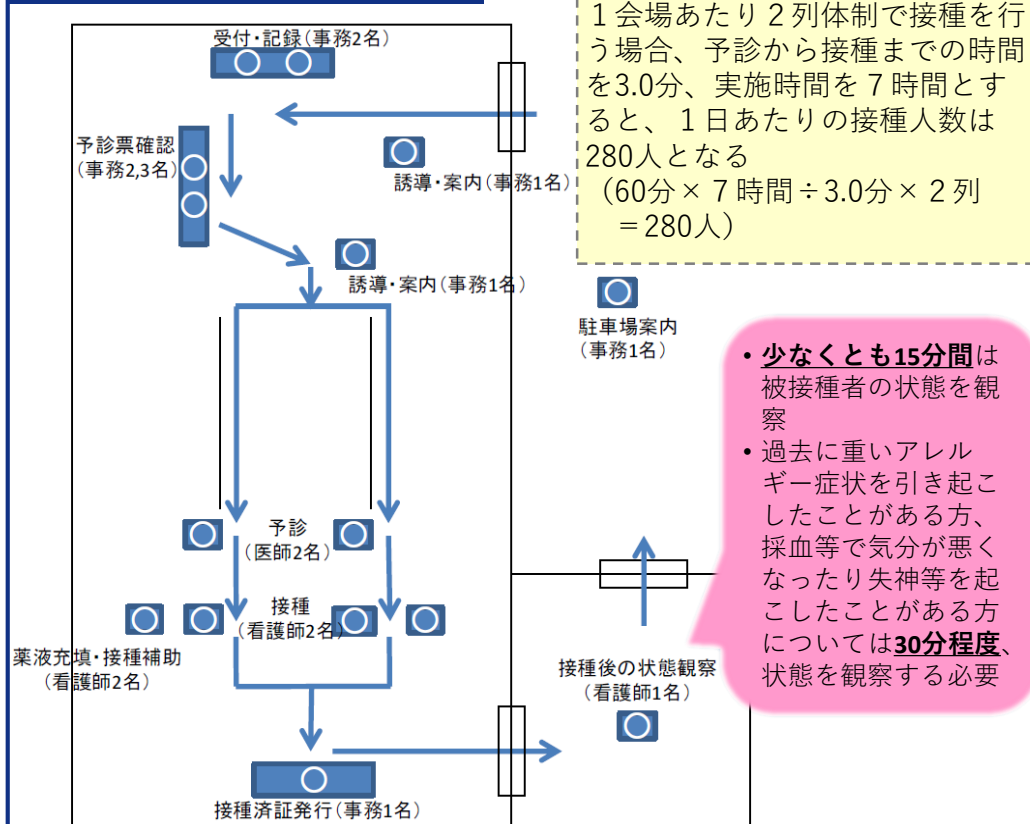 受付・記録(事務2名)
予診票確認
(事務2,3名)
誘導・案内(事務1名)
誘導・案内(事務1名)
予診
(医師2名)
接種
(看護師2名)
薬液充填・接種補助
(看護師2名)
接種済証発行(事務1名)
１会場あたり２列体制で接種を行
う場合、予診から接種までの時間
を3.0分、実施時間を７時間とす
ると、１日あたりの接種人数は
280人となる
（60分×７時間÷3.0分×２列
＝280人）
駐車場案内
(事務1名)
接種後の状態観察
(看護師1名)
• 少なくとも15分間は
被接種者の状態を観
察
• 過去に重いアレル
ギー症状を引き起こ
したことがある方、
採血等で気分が悪く
なったり失神等を起
こしたことがある方
については30分程度、
状態を観察する必要